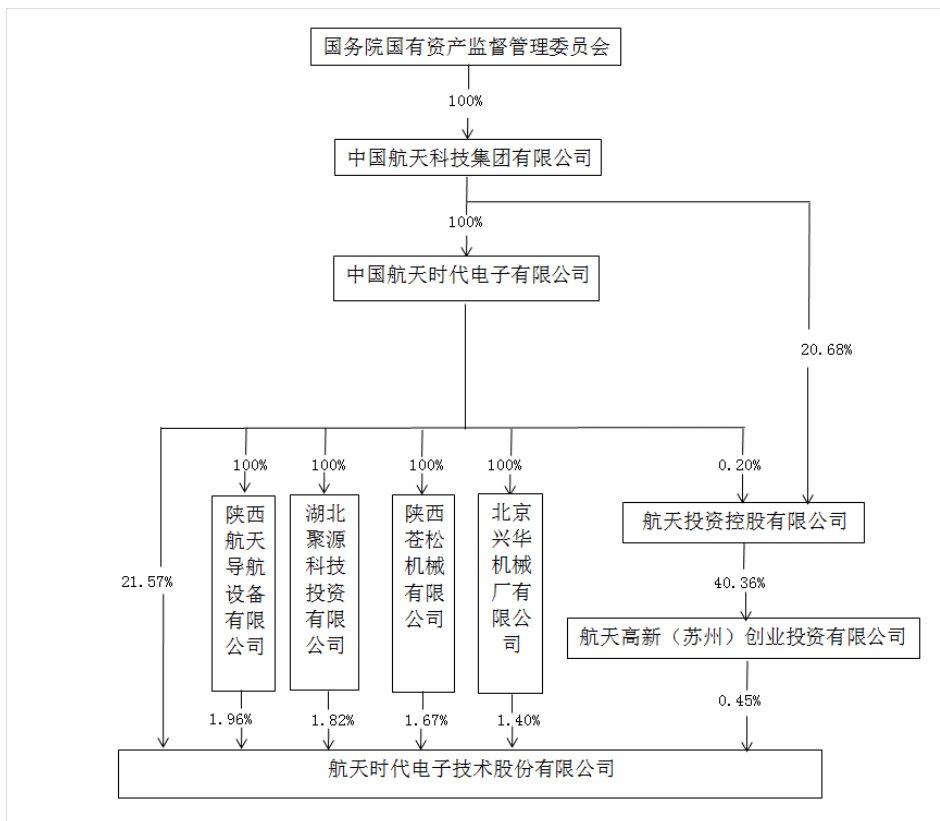 国务院国有资产监督管理委员会
100%
中国航天科技集团有限公司
100%
中国航天时代电子有限公司
20.68%
100%
100%
100%
100%
0.20%
陕西
航天
导航
设备
有限
公司
湖北
聚源
科技
投资
有限
公司
陕西
苍松
机械
有限
公司
北京
兴华
机械
厂有
限公
司
航天投资控股有限公司
21.57%
40.36%
航天高新（苏州）创业投资有限公司
1.96%
1.82%
1.67%
1.40%
0.45%
航天时代电子技术股份有限公司